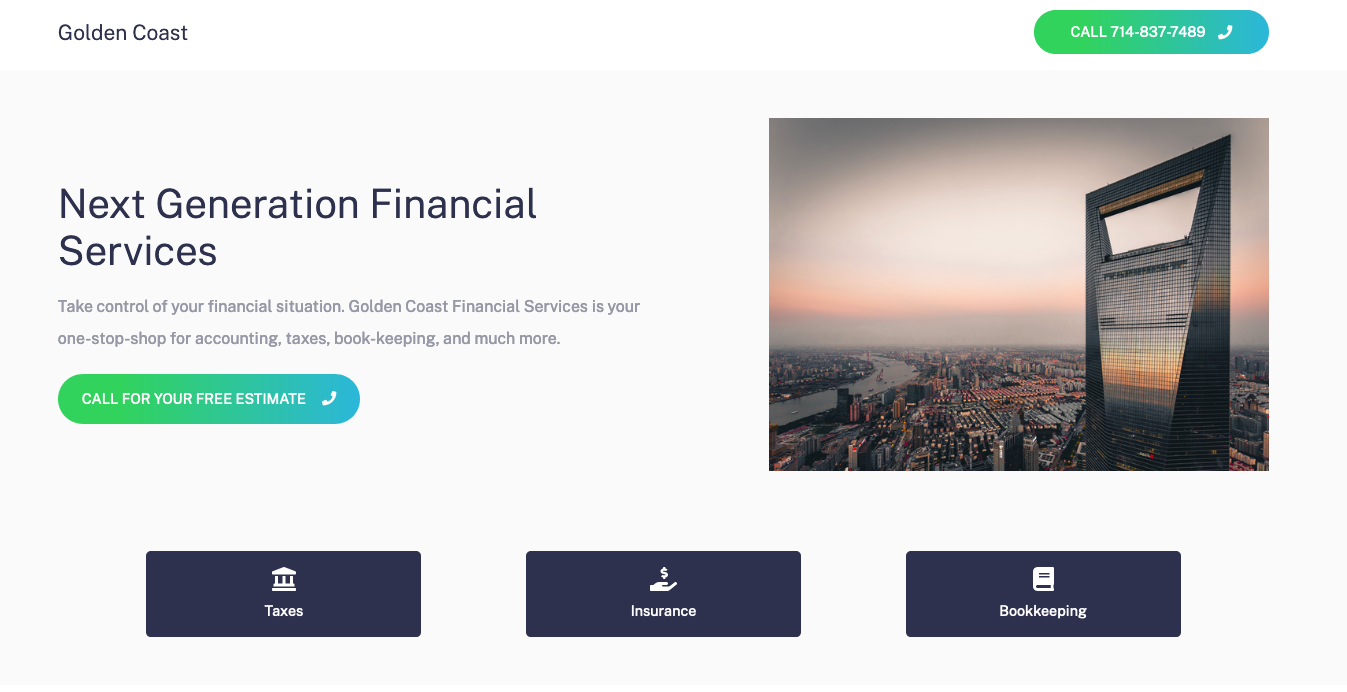 Golden Coast
CALL 714-837-7489
Next Generation Financial
Services
Take control of your financial situation. Golden Coast Financial Services is your
one-stop-shop for accounting, taxes, book-keeping, and much more.
CALL FOR YOUR FREE ESTIMATE
Taxes
Insurance
Bookkeeping